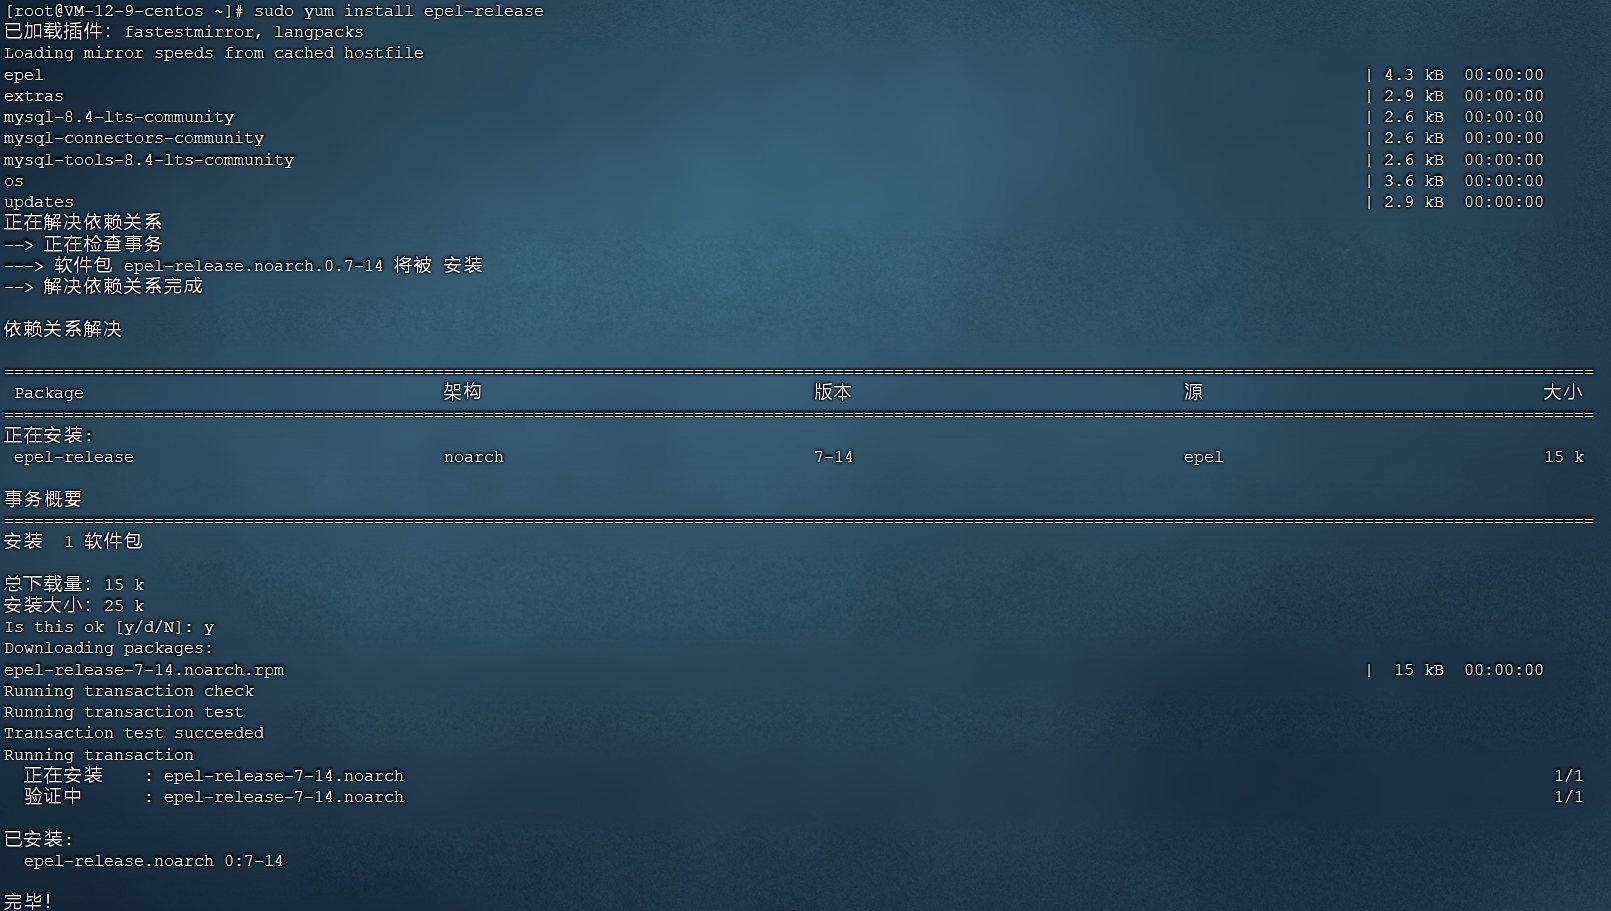 [root@VM-12-9-centos ~]# sudo yum install epel-release
已加载插件：fastestmirror, langpacks
Loading mirror speeds from cached hostfile
epel | 4.3 kB 00:00:00
extras | 2.9 kB 00:00:00
mysql-8.4-lts-community | 2.6 kB 00:00:00
mysql-connectors-community | 2.6 kB 00:00:00
mysql-tools-8.4-lts-community | 2.6 kB 00:00:00
os | 3.6 kB 00:00:00
updates | 2.9 kB 00:00:00
正在解决依赖关系
--> 正在检查事务
---> 软件包 epel-release.noarch.0.7-14 将被 安装
--> 解决依赖关系完成
依赖关系解决
================================================================================
Package 架构 版本 源 大小
================================================================================
正在安装:
epel-release noarch 7-14 epel 15 k
事务概要
================================================================================
安装 1 软件包
总下载量：15 k
安装大小：25 k
Is this ok [y/d/N]: y
Downloading packages:
epel-release-7-14.noarch.rpm | 15 kB 00:00:00
Running transaction check
Running transaction test
Transaction test succeeded
Running transaction
正在安装 : epel-release-7-14.noarch 1/1
验证中 : epel-release-7-14.noarch 1/1
已安装:
epel-release.noarch 0:7-14
完毕！